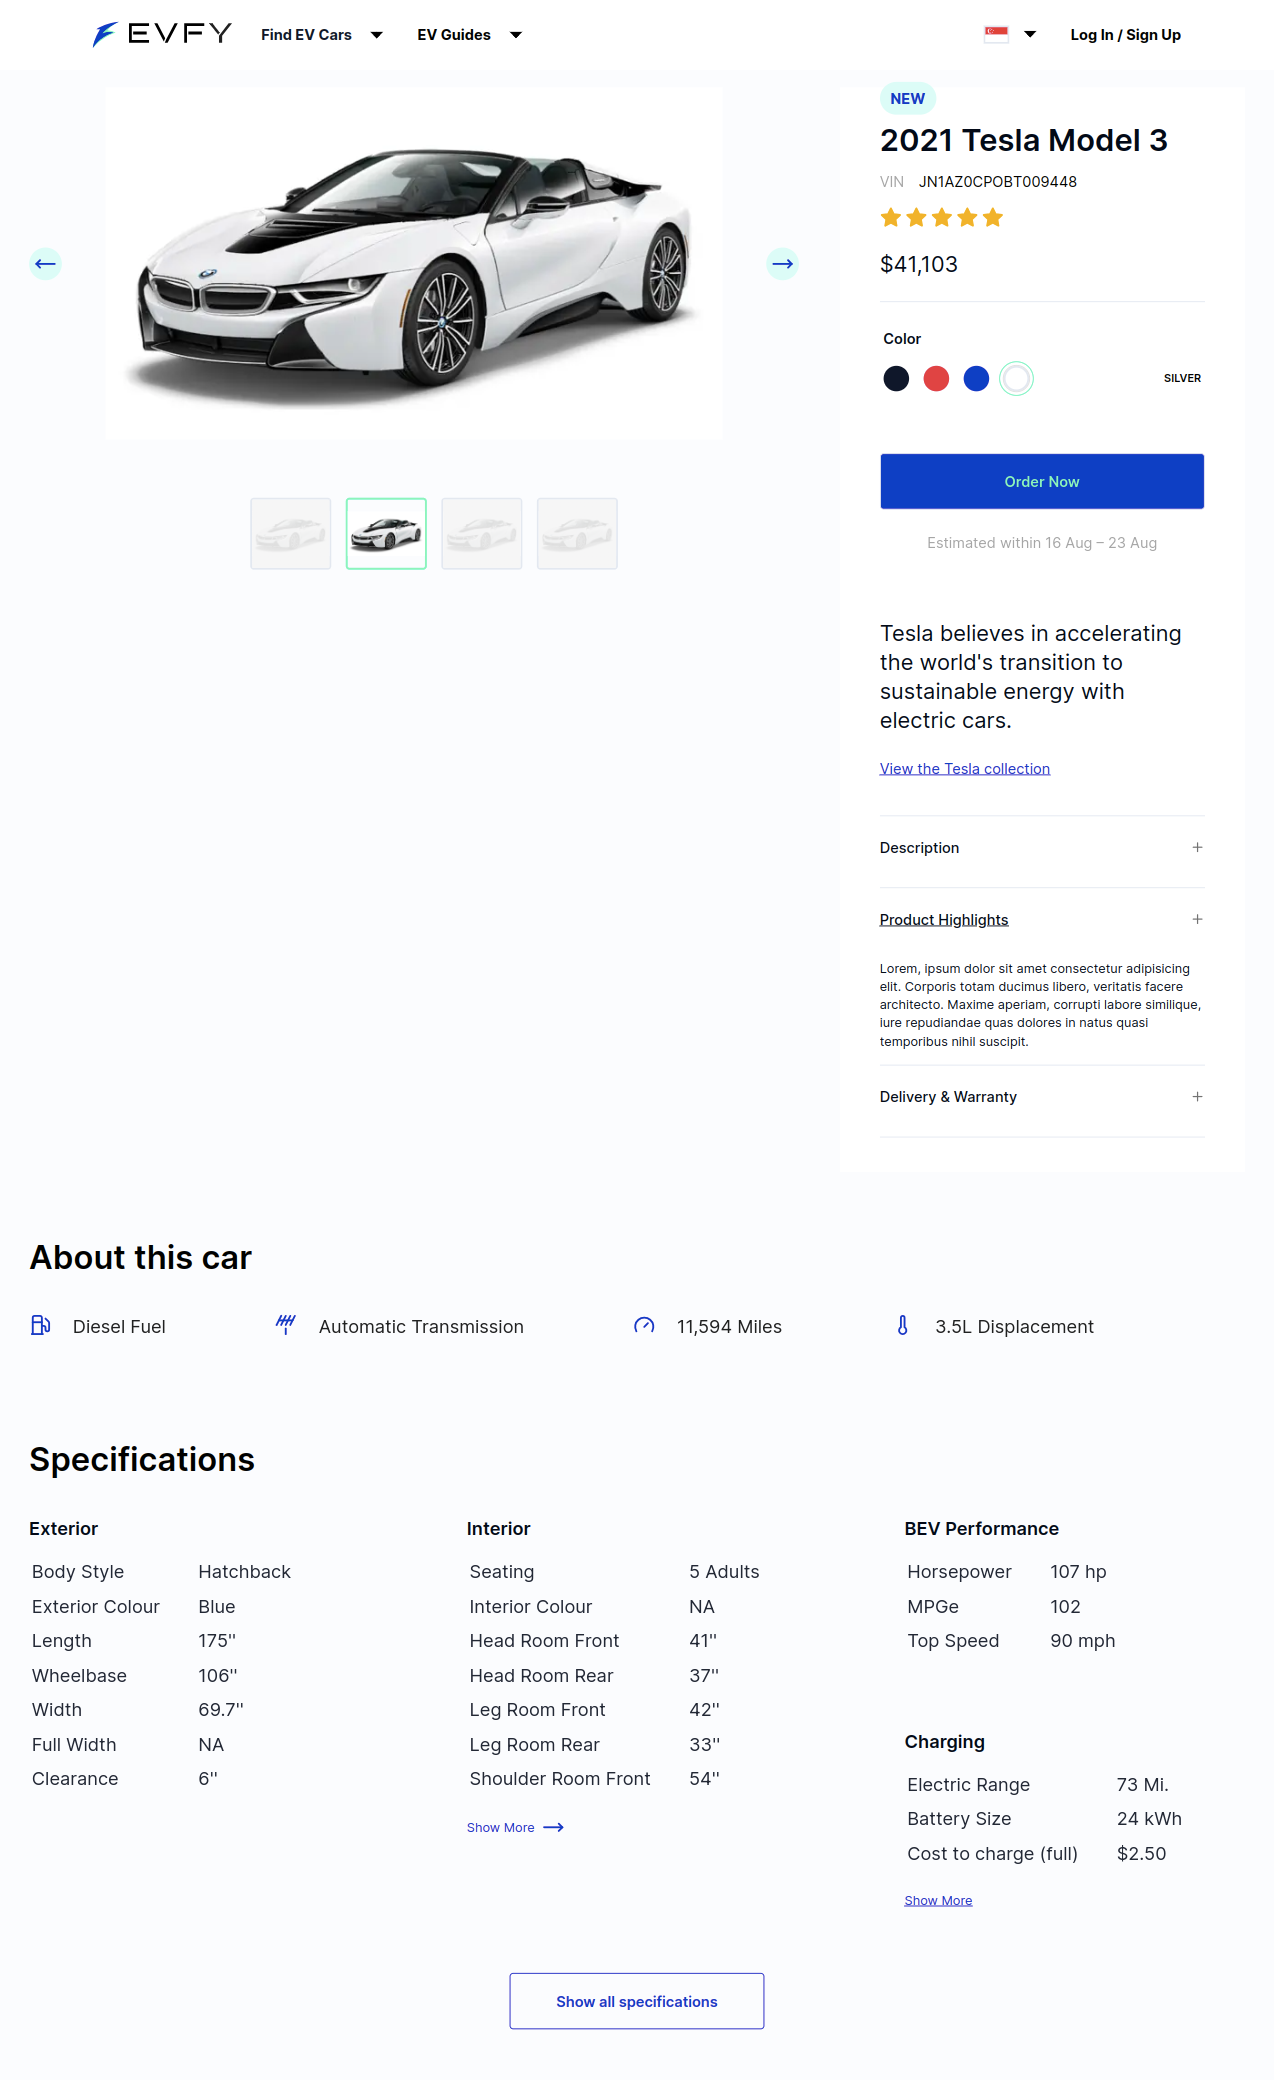 EVFY
Find EV Cars
EV Guides
Log In / Sign Up
NEW
2021 Tesla Model 3
VIN JN1AZ0CPOBT009448
$41,103
Color
SILVER
Order Now
Estimated within 16 Aug – 23 Aug
Tesla believes in accelerating
the world's transition to
sustainable energy with
electric cars.
View the Tesla collection
Description +
Product Highlights +
Lorem, ipsum dolor sit amet consectetur adipisicing
elit. Corporis totam ducimus libero, veritatis facere
architecto. Maxime aperiam, corrupti labore similique,
iure repudiandae quas dolores in natus quasi
temporibus nihil suscipit.
Delivery & Warranty +
About this car
Diesel Fuel
Automatic Transmission
11,594 Miles
3.5L Displacement
Specifications
Exterior
Body Style Hatchback
Exterior Colour Blue
Length 175''
Wheelbase 106''
Width 69.7''
Full Width NA
Clearance 6''
Interior
Seating 5 Adults
Interior Colour NA
Head Room Front 41''
Head Room Rear 37''
Leg Room Front 42''
Leg Room Rear 33''
Shoulder Room Front 54''
Show More
BEV Performance
Horsepower 107 hp
MPGe 102
Top Speed 90 mph
Charging
Electric Range 73 Mi.
Battery Size 24 kWh
Cost to charge (full) $2.50
Show More
Show all specifications